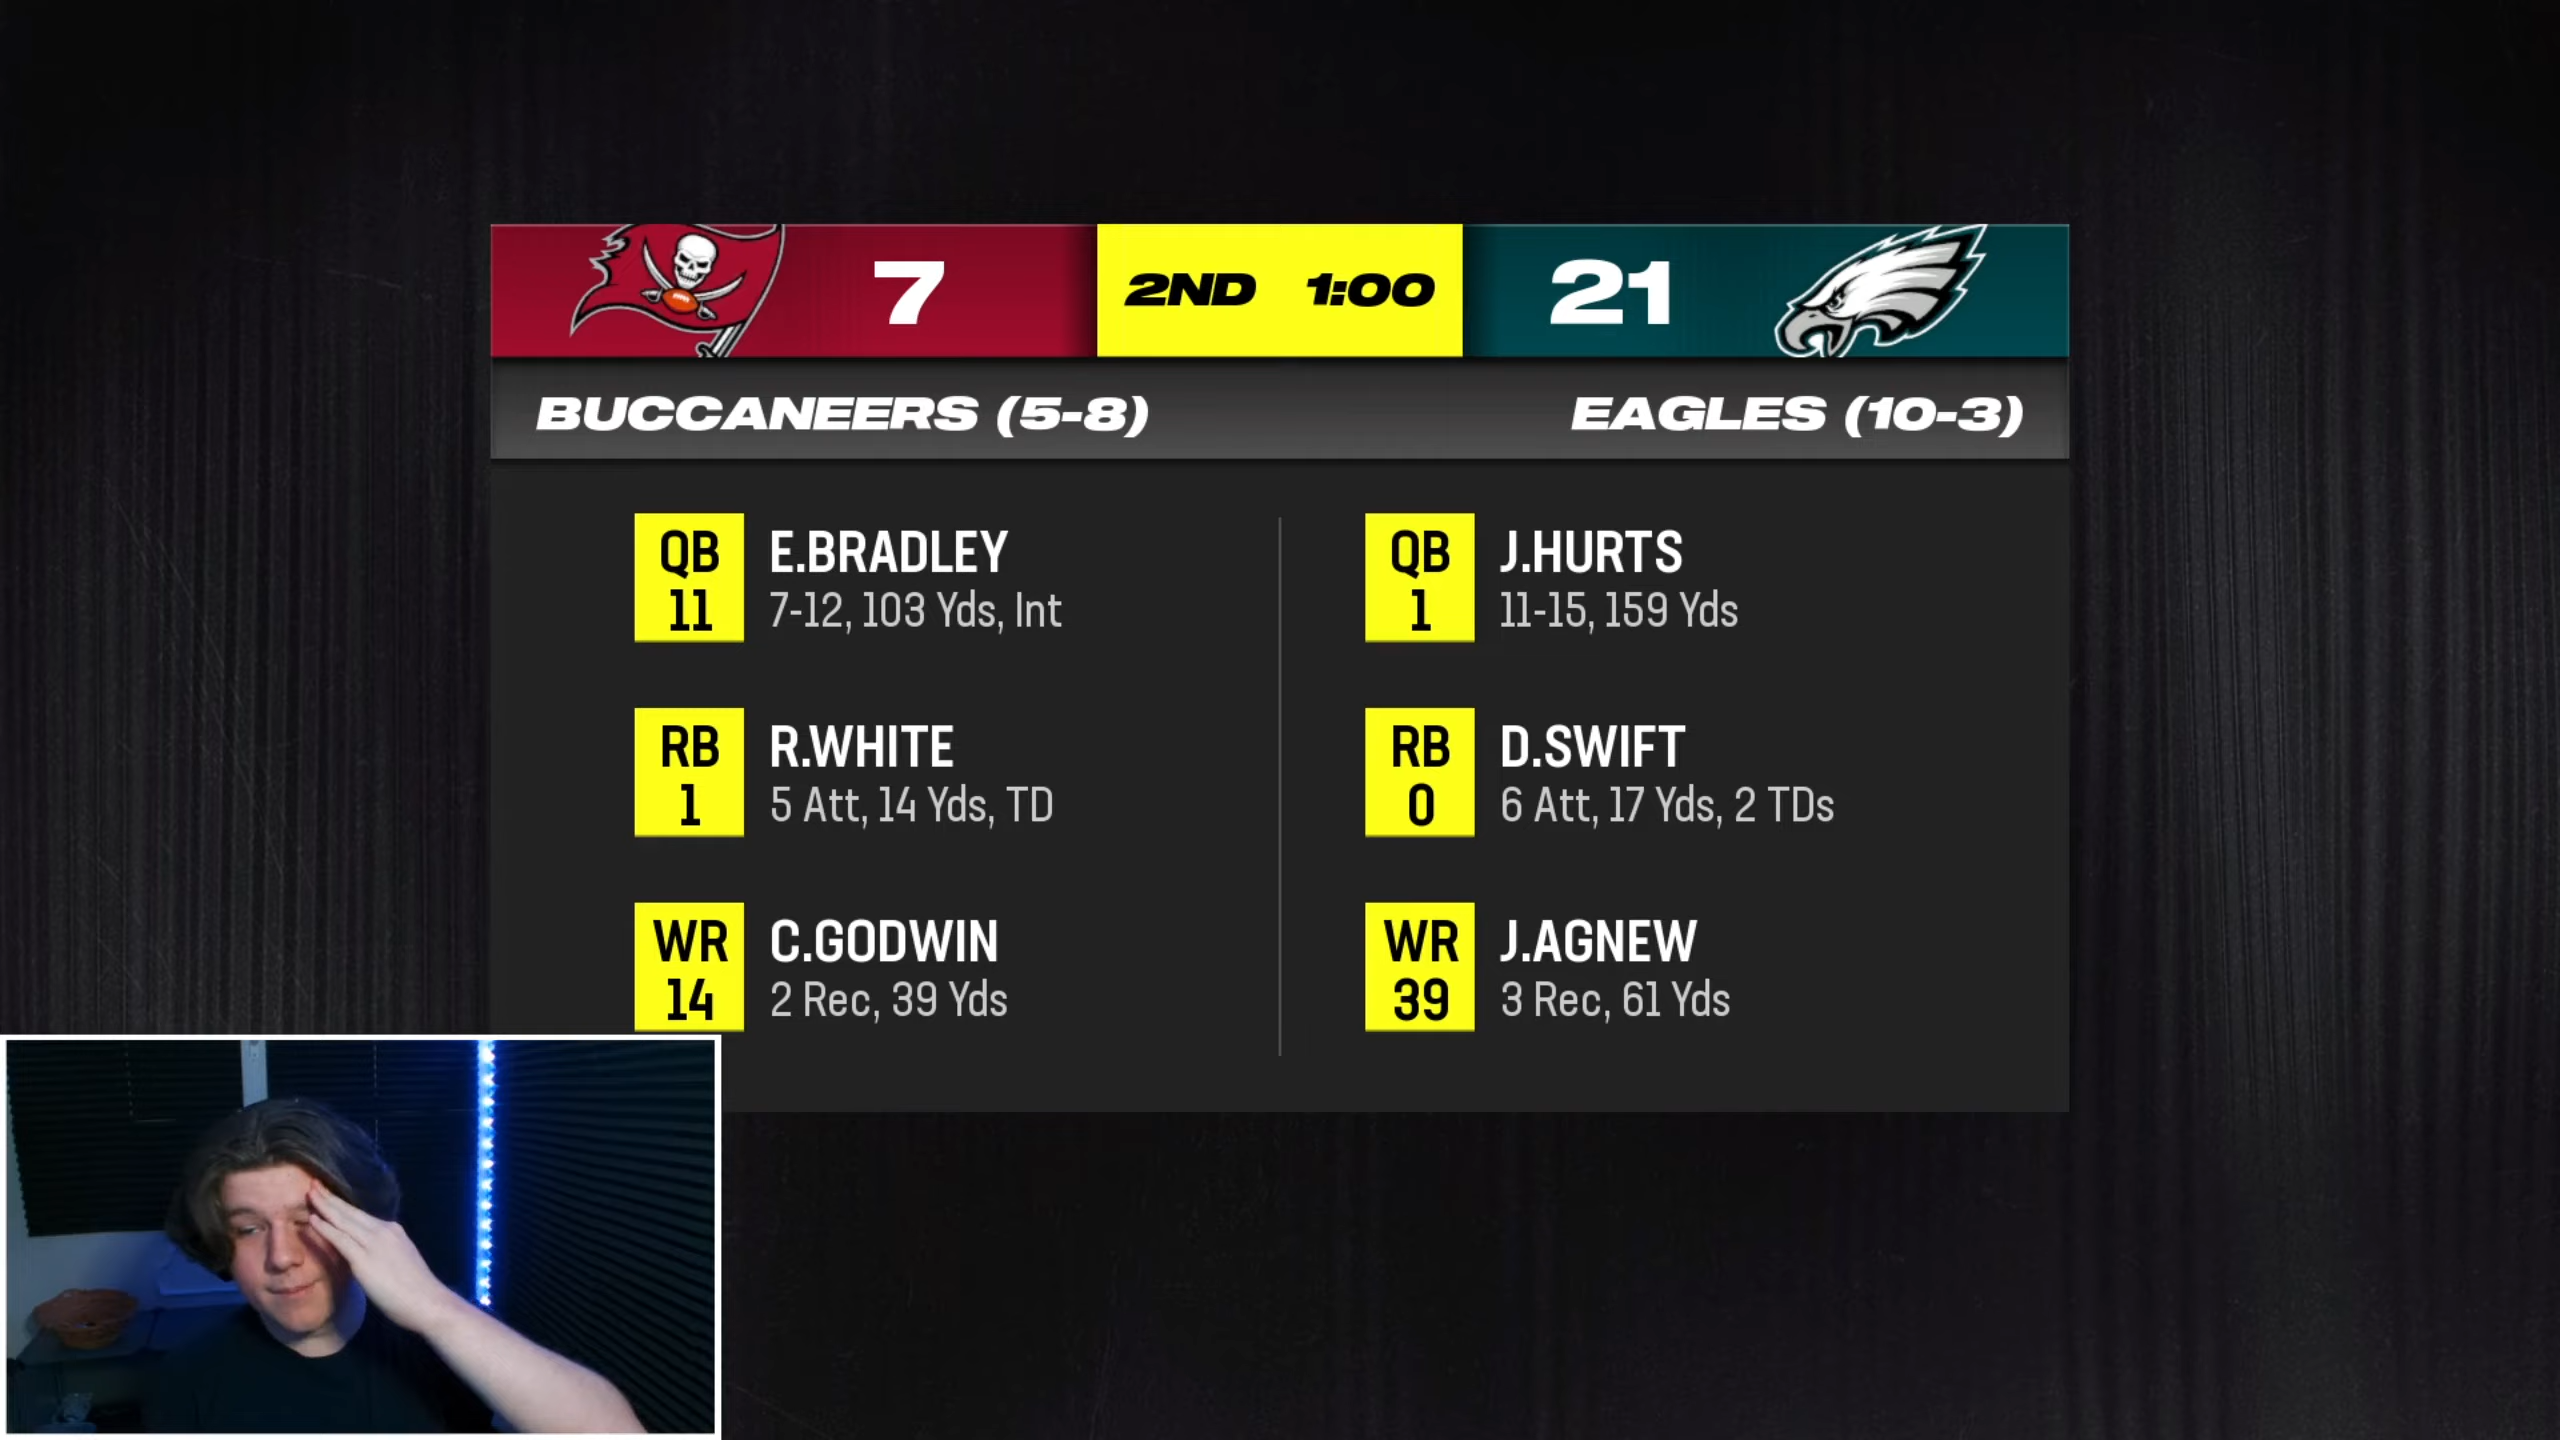 7
2ND 1:00
21
BUCCANEERS (5-8)
EAGLES (10-3)
QB
11
E.BRADLEY
7-12, 103 Yds, Int
RB
1
R.WHITE
5 Att, 14 Yds, TD
WR
14
C.GODWIN
2 Rec, 39 Yds
QB
1
J.HURTS
11-15, 159 Yds
RB
0
D.SWIFT
6 Att, 17 Yds, 2 TDs
WR
39
J.AGNEW
3 Rec, 61 Yds